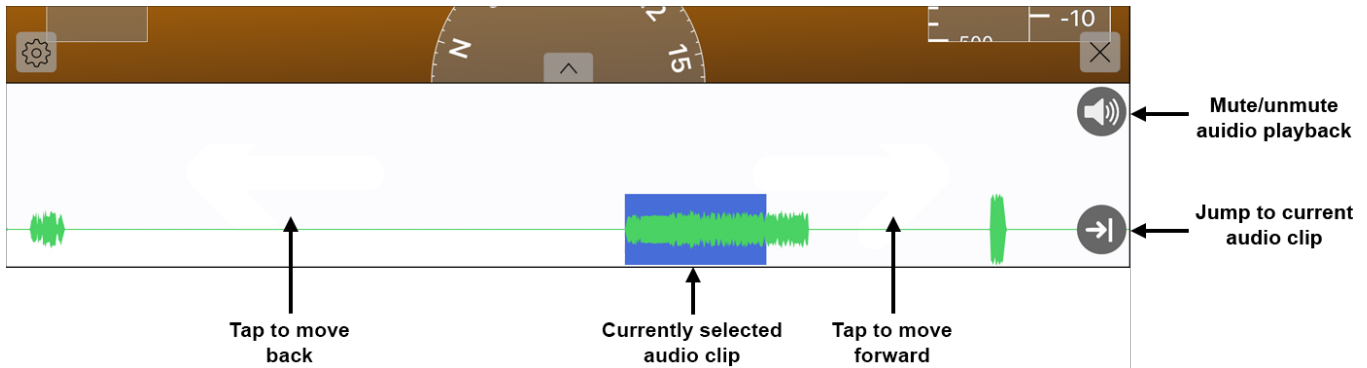 12
-10
N
15
500
Mute/unmute
auidio playback
Jump to current
audio clip
Tap to move
back
Currently selected
audio clip
Tap to move
forward